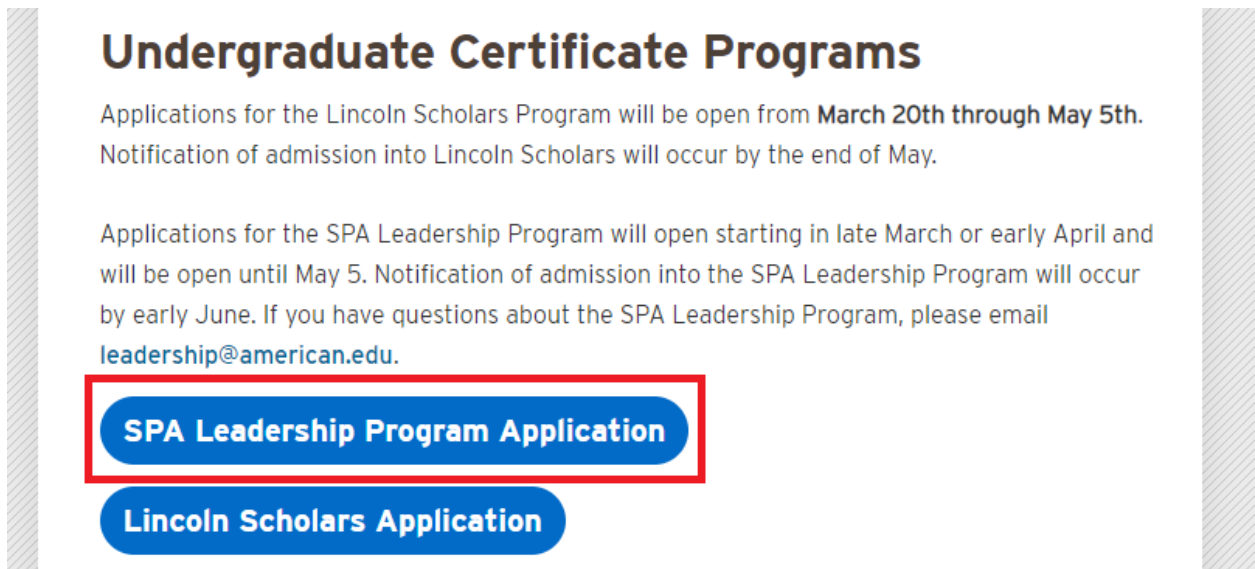 Undergraduate Certificate Programs
Applications for the Lincoln Scholars Program will be open from March 20th through May 5th.
Notification of admission into Lincoln Scholars will occur by the end of May.
Applications for the SPA Leadership Program will open starting in late March or early April and
will be open until May 5. Notification of admission into the SPA Leadership Program will occur
by early June. If you have questions about the SPA Leadership Program, please email
leadership@american.edu.
SPA Leadership Program Application
Lincoln Scholars Application